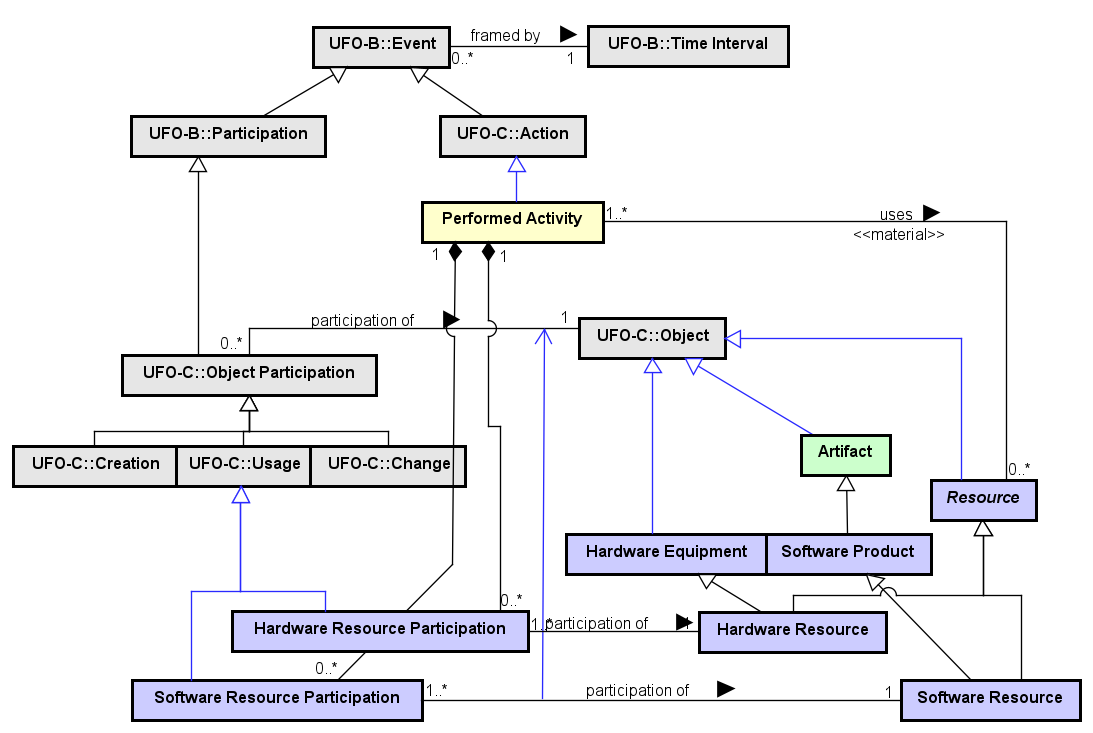 framed by
UFO-B::Event
UFO-B::Time Interval
0..*
1
UFO-B::Participation
UFO-C::Action
Performed Activity
1..*
uses
<<material>>
1
1
participation of
1
UFO-C::Object
0..*
UFO-C::Object Participation
Artifact
UFO-C::Creation
UFO-C::Usage
UFO-C::Change
0..*
Resource
Hardware Equipment
Software Product
0..*
Hardware Resource Participation
1..*
participation of
1
Hardware Resource
0..*
Software Resource Participation
1..*
participation of
1
Software Resource